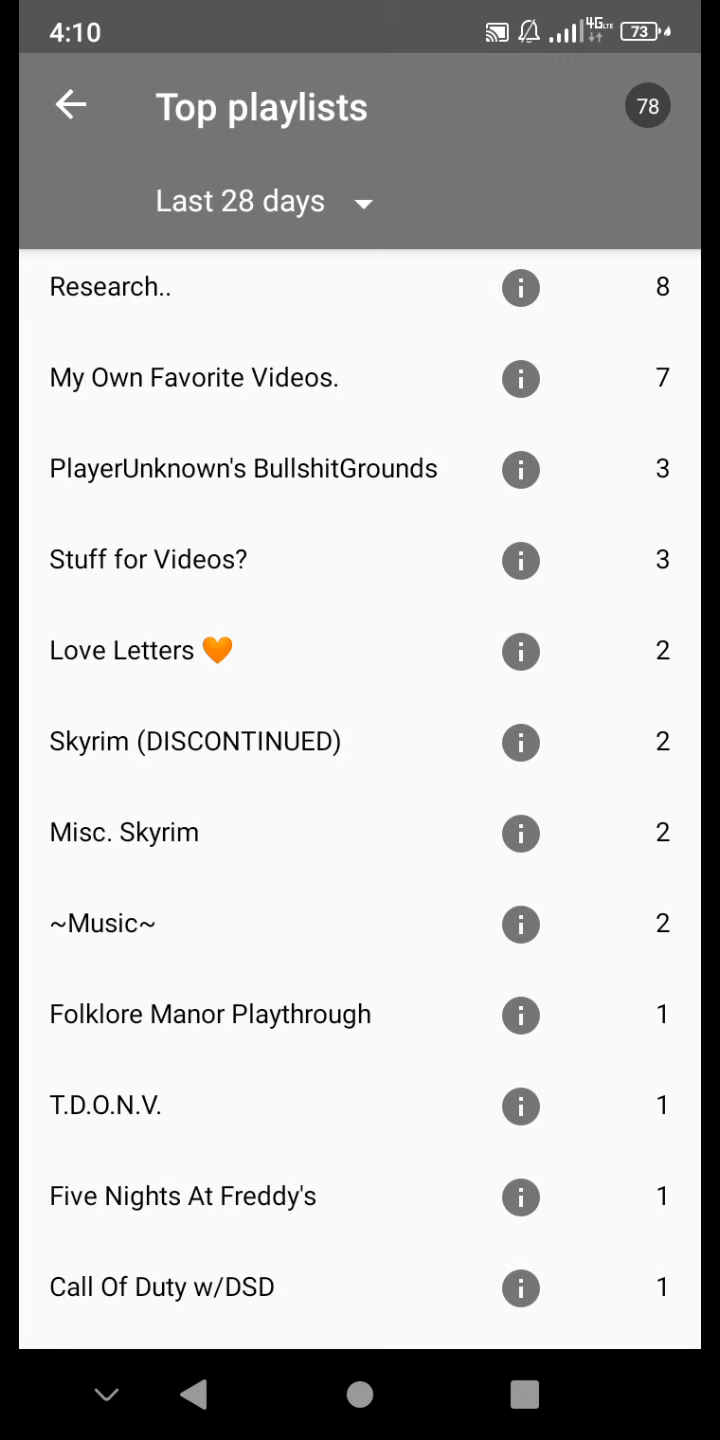 4:10
4G LTE
73
Top playlists
78
Last 28 days
Research..
8
My Own Favorite Videos.
7
PlayerUnknown's BullshitGrounds
3
Stuff for Videos?
3
Love Letters 🧡
2
Skyrim (DISCONTINUED)
2
Misc. Skyrim
2
~Music~
2
Folklore Manor Playthrough
1
T.D.O.N.V.
1
Five Nights At Freddy's
1
Call Of Duty w/DSD
1